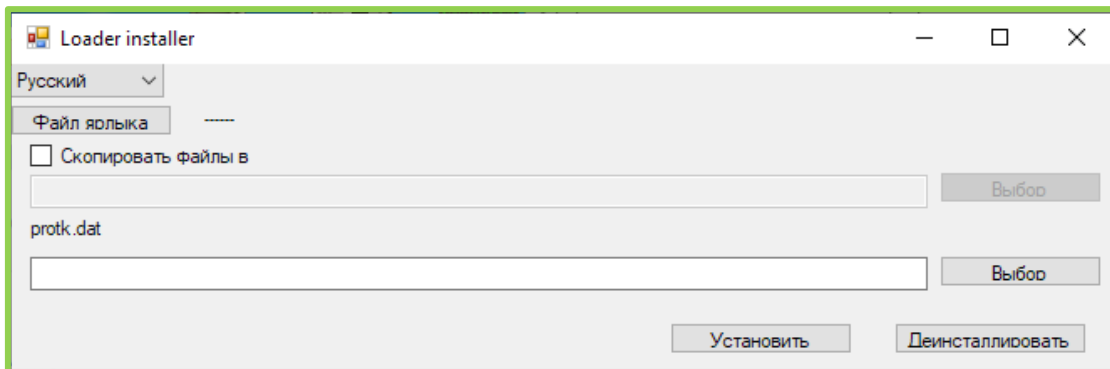 Loader installer
Русский
Файл ярлыка ------
Скопировать файлы в
Выбор
protk.dat
Выбор
Установить Деинсталлировать